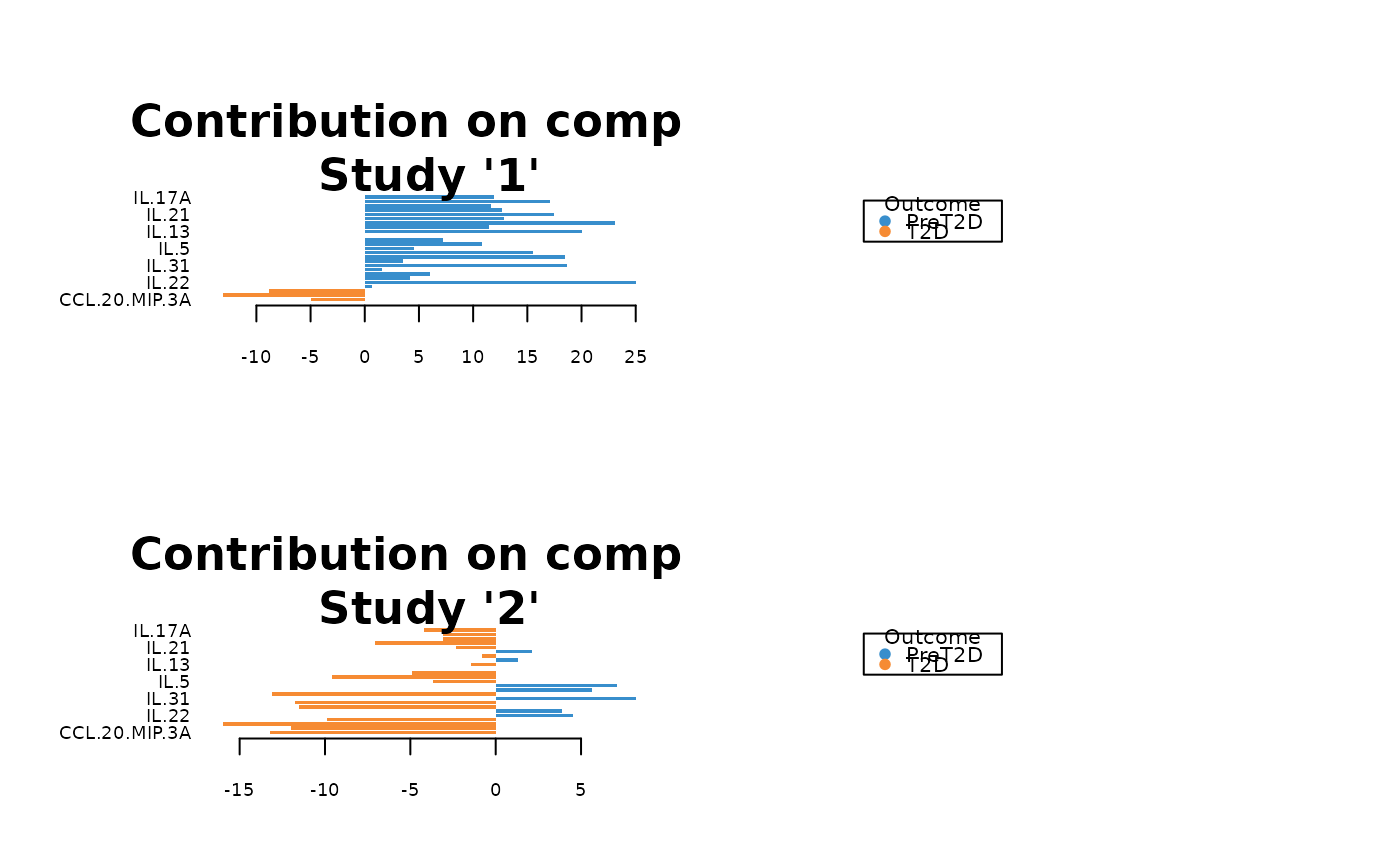 Contribution on comp
Study '1'
IL.17A
IL.21
IL.13
IL.5
IL.31
IL.22
CCL.20.MIP.3A
-10 -5 0 5 10 15 20 25
Outcome
PreT2D
T2D
Contribution on comp
Study '2'
IL.17A
IL.21
IL.13
IL.5
IL.31
IL.22
CCL.20.MIP.3A
-15 -10 -5 0 5
Outcome
PreT2D
T2D